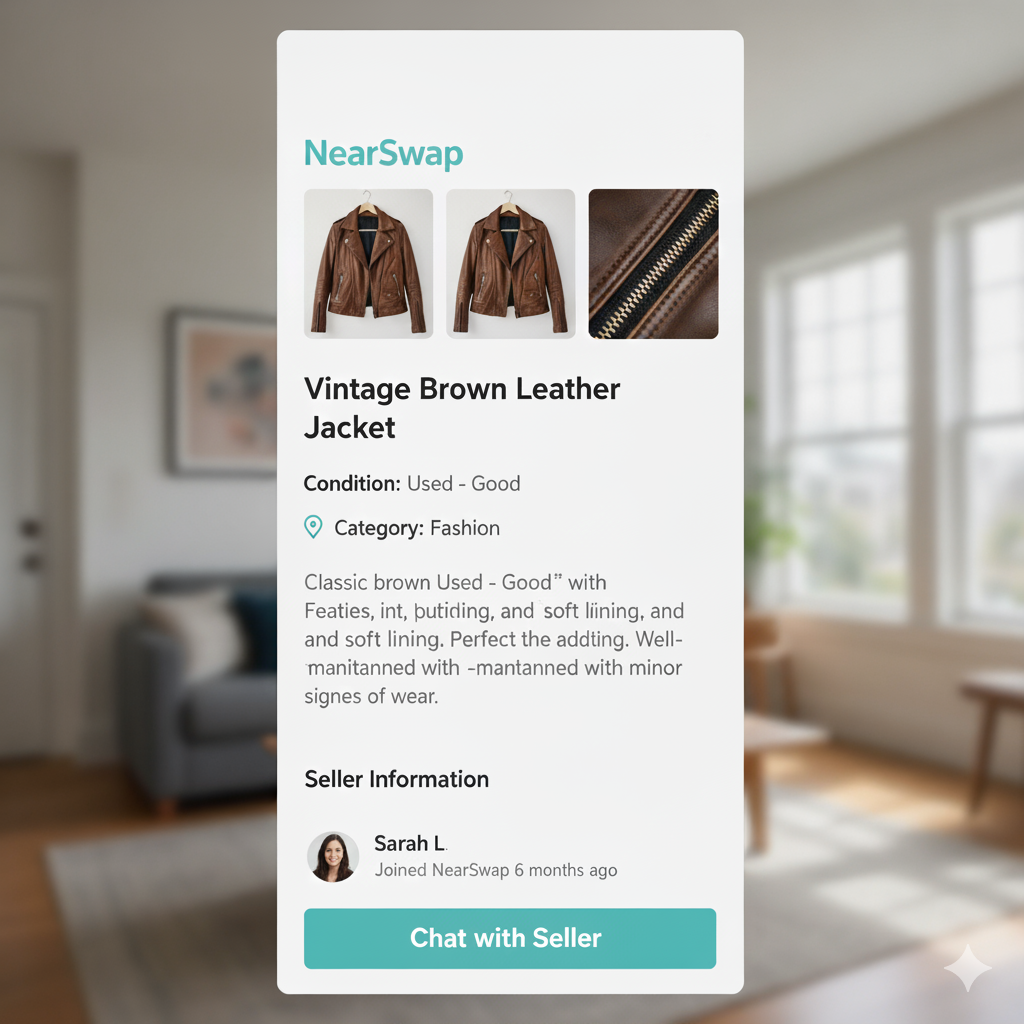 NearSwap
Vintage Brown Leather
Jacket
Condition: Used - Good
Category: Fashion
Classic brown Used - Good” with
Featies, int, þutiding, and soft liining, and
and soft lining. Perfect the addting. Well-
manitanned with -mantanned with minor
signes of wear.
Seller Information
Sarah L.
Joined NearSwap 6 months ago
Chat with Seller